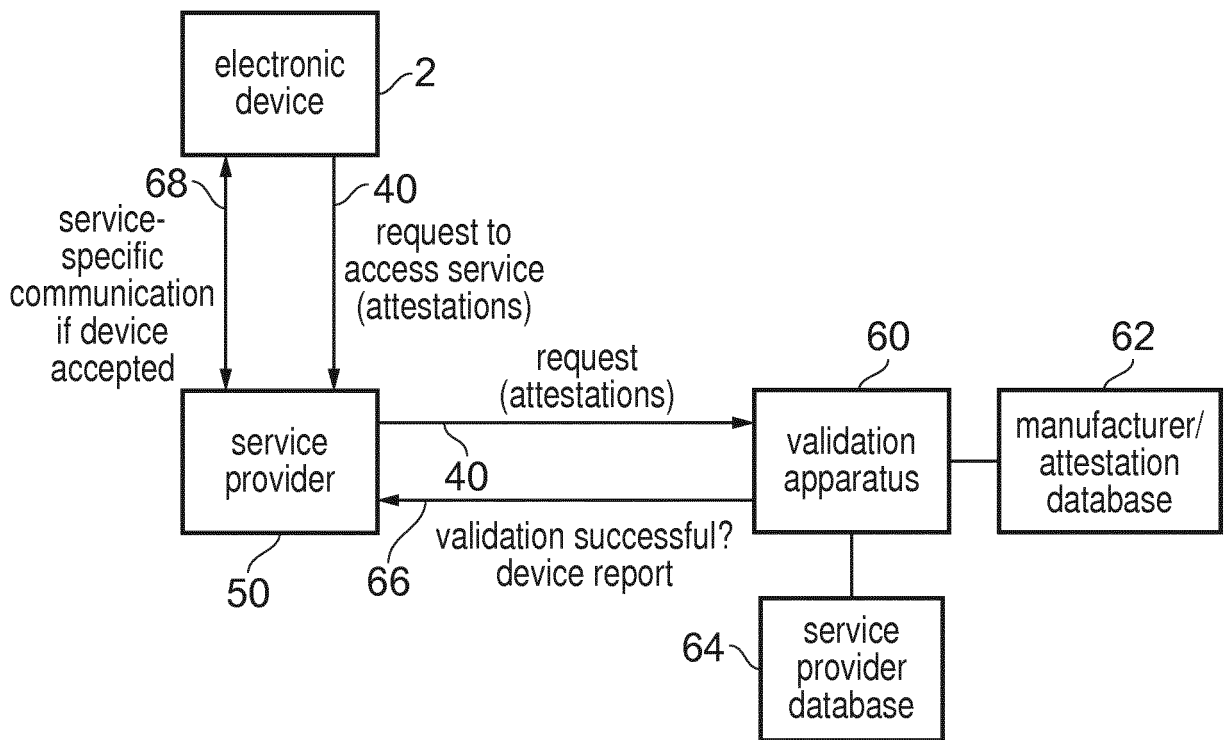 electronic
device
2
68
service-
specific
communication
if device
accepted
40
request to
access service
(attestations)
request
(attestations)
40
service
provider
50
60
validation
apparatus
62
manufacturer/
attestation
database
66
validation successful?
device report
64
service
provider
database